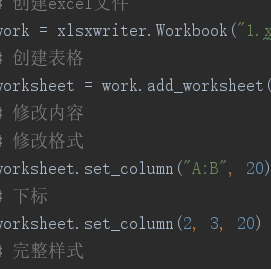 # 创建excel文件
work = xlsxwriter.Workbook("1.x
# 创建表格
worksheet = work.add_worksheet(
# 修改内容
# 修改格式
worksheet.set_column("A:B", 20)
# 下标
worksheet.set_column(2, 3, 20)
# 完整样式